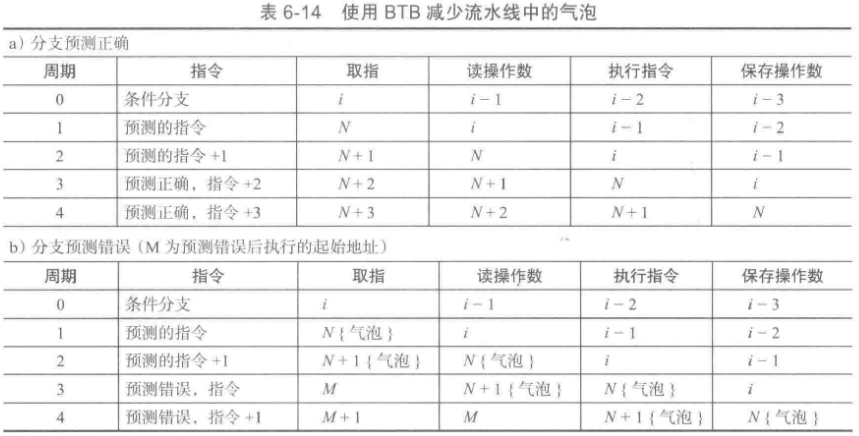 表 6-14 使用 BTB 减少流水线中的气泡
a）分支预测正确
周期 指令 取指 读操作数 执行指令 保存操作数
0 条件分支 i i－1 i－2 i－3
1 预测的指令 N i i－1 i－2
2 预测的指令 +1 N+1 N i i－1
3 预测正确，指令 +2 N+2 N+1 N i
4 预测正确，指令 +3 N+3 N+2 N+1 N
b）分支预测错误（M 为预测错误后执行的起始地址）
周期 指令 取指 读操作数 执行指令 保存操作数
0 条件分支 i i－1 i－2 i－3
1 预测的指令 N{气泡} i i－1 i－2
2 预测的指令 +1 N+1{气泡} N{气泡} i i－1
3 预测错误，指令 M N+1{气泡} N{气泡} i
4 预测错误，指令 +1 M+1 M N+1{气泡} N{气泡}